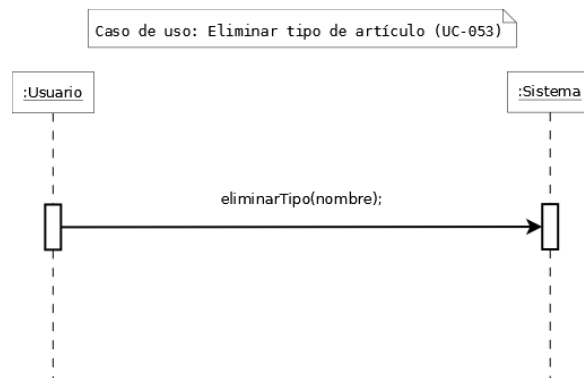 Caso de uso: Eliminar tipo de artículo (UC-053)
:Usuario
:Sistema
eliminarTipo(nombre);